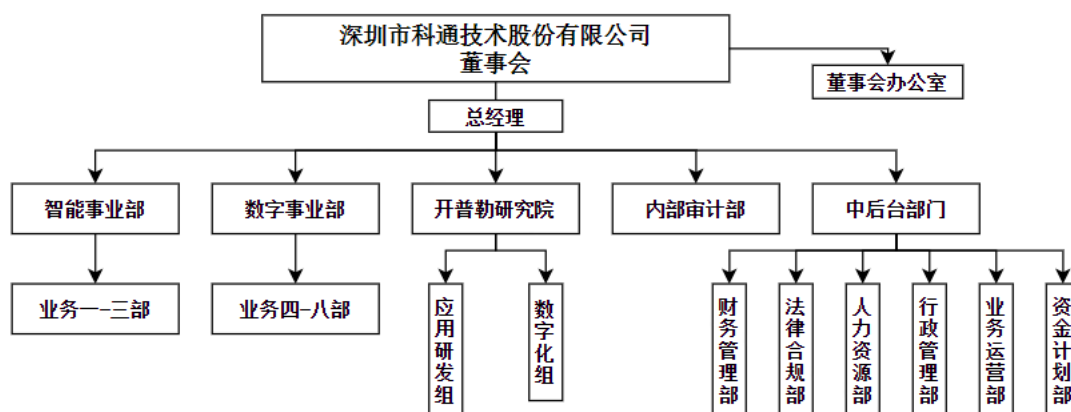 深圳市科通技术股份有限公司
董事会
董事会办公室
总经理
智能事业部
数字事业部
开普勒研究院
内部审计部
中后台部门
业务一-三部
业务四-八部
应用研发组
数字化组
财务管理部
法律合规部
人力资源部
行政管理部
业务运营部
资金计划部